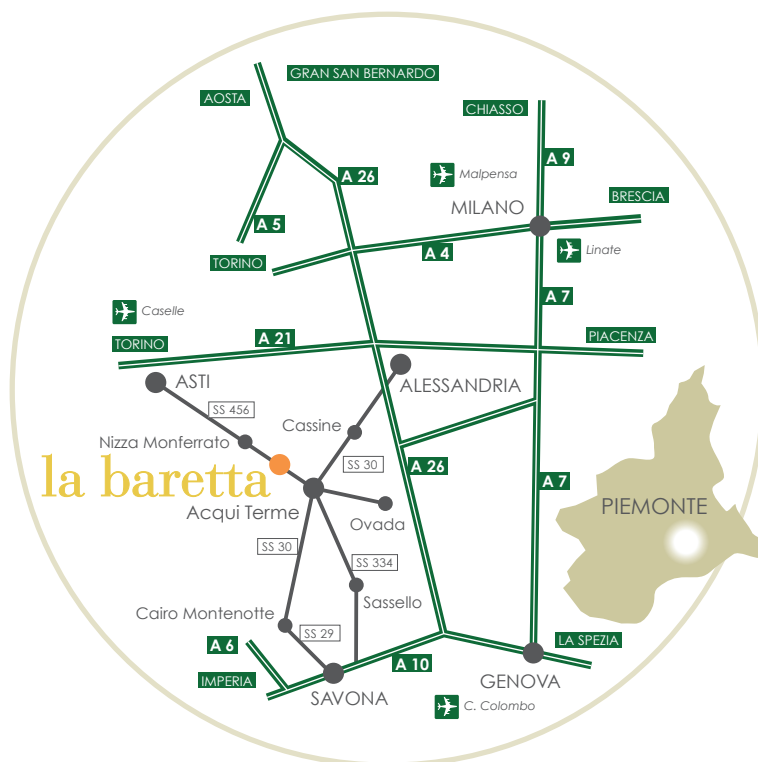 GRAN SAN BERNARDO
AOSTA
CHIASSO
A 9
Malpensa
A 26
BRESCIA
MILANO
A 5
A 4
Linate
TORINO
A 7
Caselle
A 21
PIACENZA
TORINO
ASTI
ALESSANDRIA
SS 456
Cassine
Nizza Monferrato
SS 30
A 26
la baretta
A 7
PIEMONTE
Acqui Terme
Ovada
SS 30
SS 334
Sassello
Cairo Montenotte
SS 29
A 6
LA SPEZIA
A 10
IMPERIA
GENOVA
SAVONA
C. Colombo